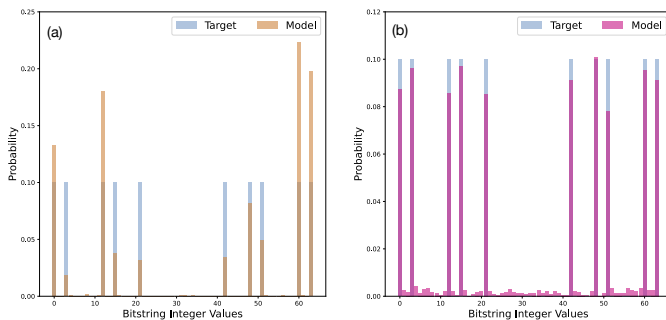 (a)
Target Model
0.25
0.20
0.15
0.10
0.05
0.00
Probability
0 10 20 30 40 50 60
Bitstring Integer Values
(b)
Target Model
0.12
0.10
0.08
0.06
0.04
0.02
0.00
Probability
0 10 20 30 40 50 60
Bitstring Integer Values